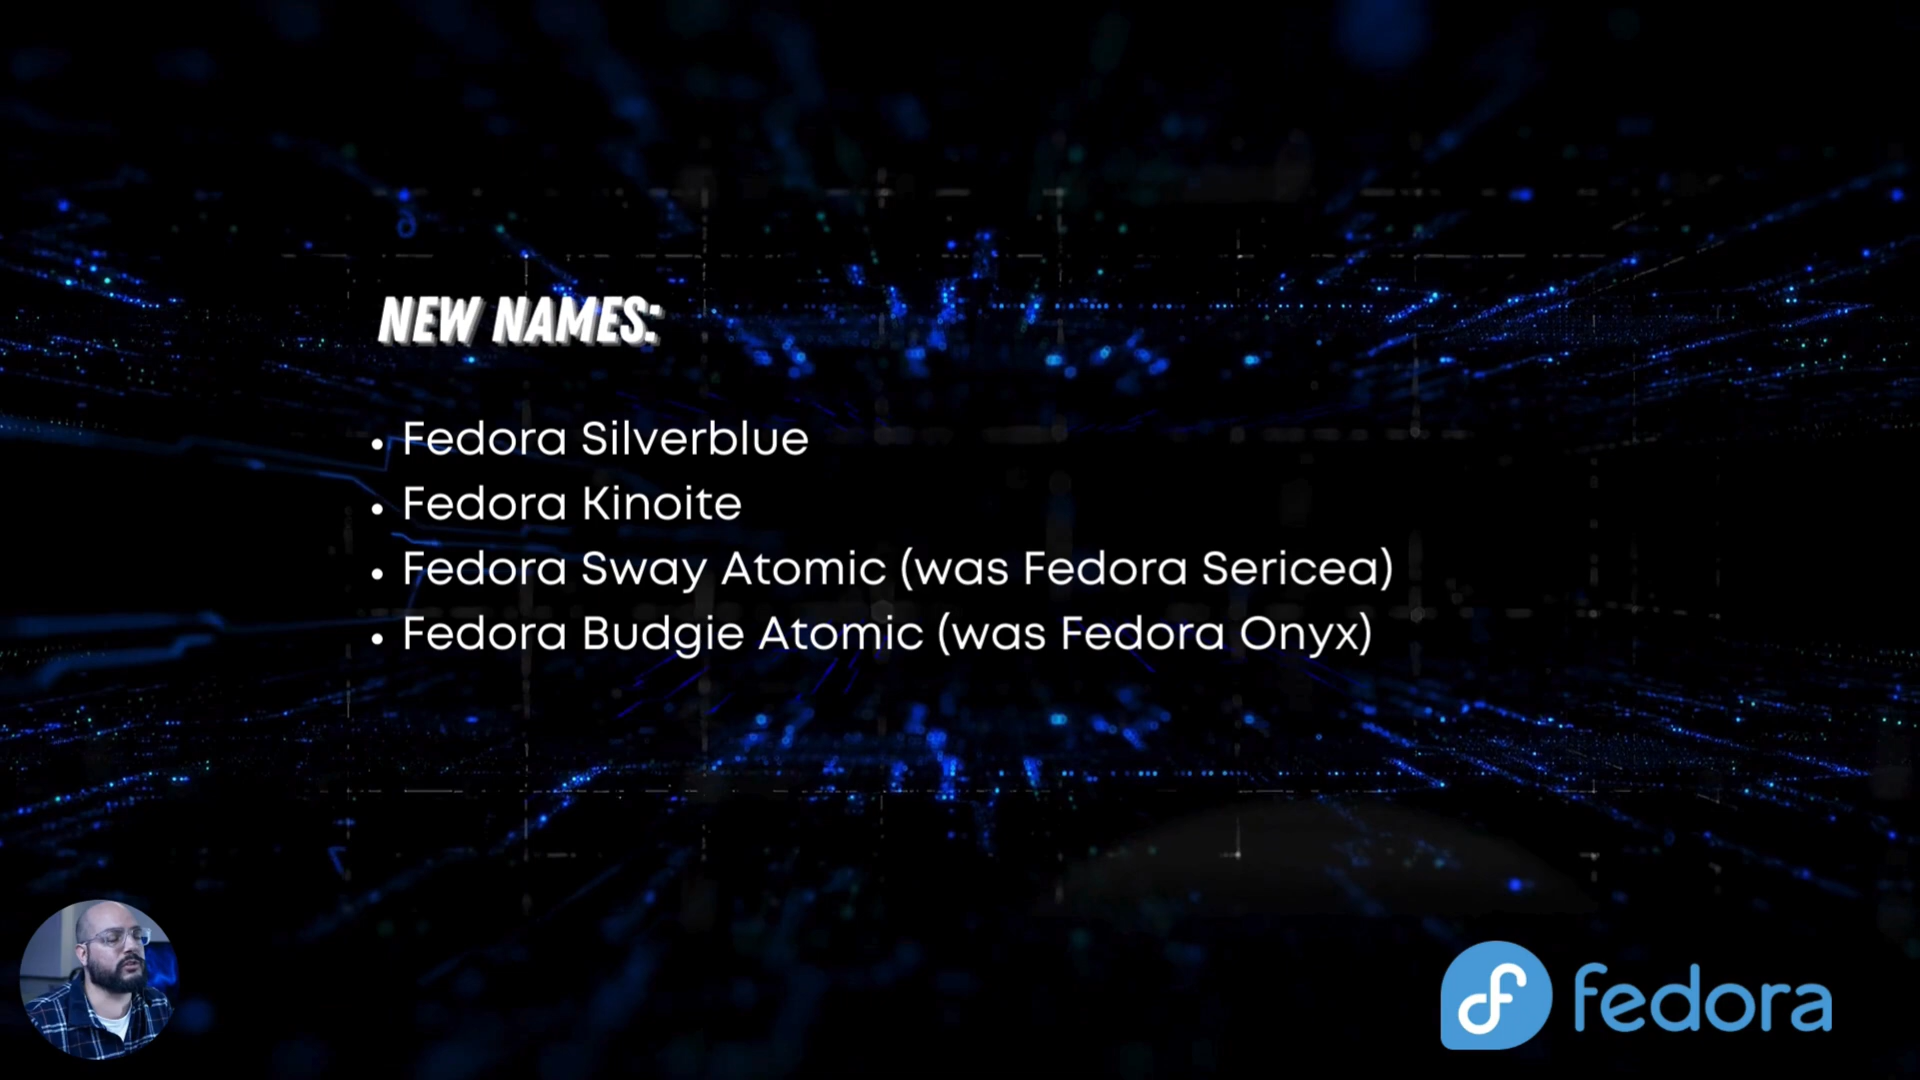 NEW NAMES:
• Fedora Silverblue
• Fedora Kinoite
• Fedora Sway Atomic (was Fedora Sericea)
• Fedora Budgie Atomic (was Fedora Onyx)
fedora